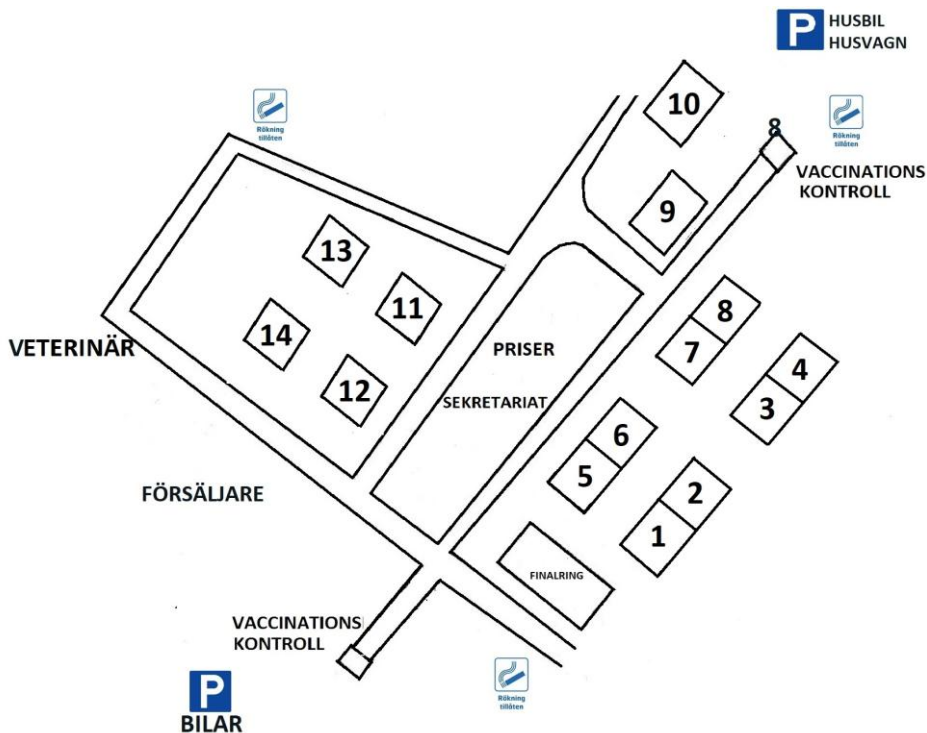 P HUSBIL
HUSVAGN
Rökning
tillåten
Rökning
tillåten
10
8
VACCINATIONS
KONTROLL
9
13
11
8
14
VETERINÄR
PRISER
7
4
12
3
SEKRETARIAT
6
5
2
FÖRSÄLJARE
1
FINALRING
VACCINATIONS
KONTROLL
P
BILAR
Rökning
tillåten